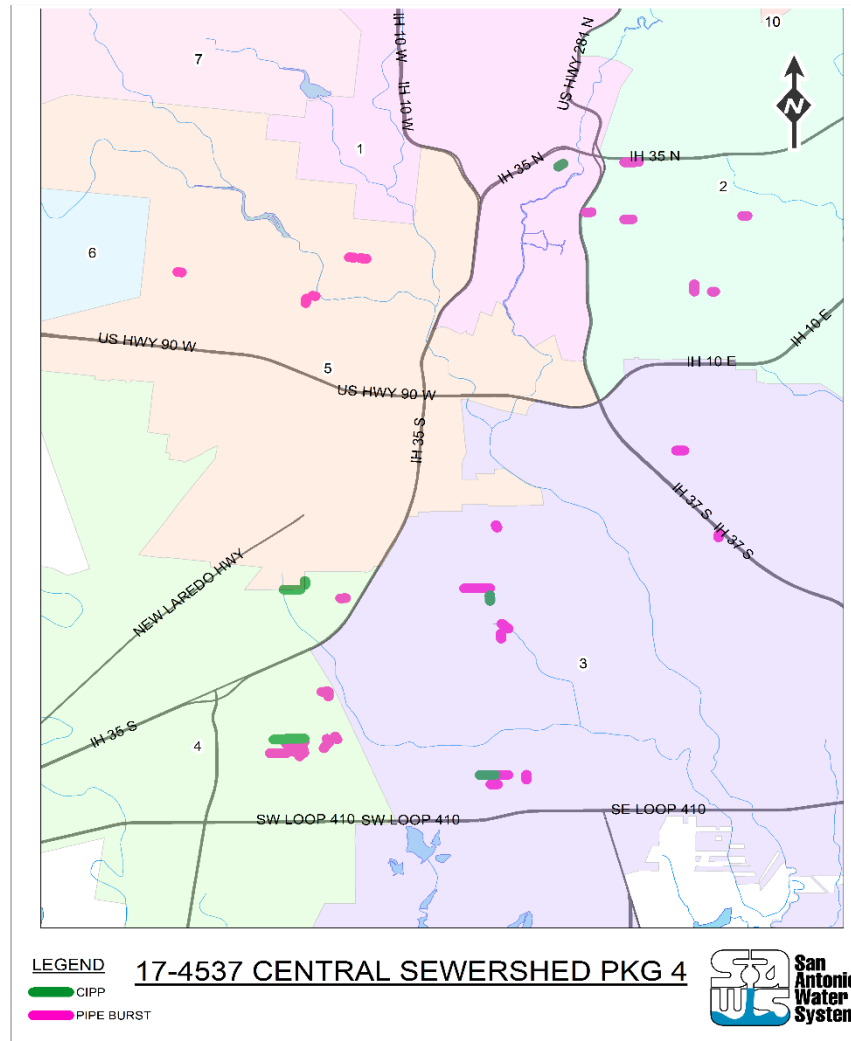 10
7
IH 10 W
US HWY 281 N
N
IH 10 W
1
IH 35 N
IH 35 N
2
6
US HWY 90 W
IH 10 E
IH 10 E
5
US HWY 90 W
IH 35 S
IH 37 S
IH 37 S
NEW LAREDO HWY
3
IH 35 S
4
SW LOOP 410
SW LOOP 410
SE LOOP 410
LEGEND
CIPP
PIPE BURST
17-4537 CENTRAL SEWERSHED PKG 4
SAWS
San
Antonio
Water
System